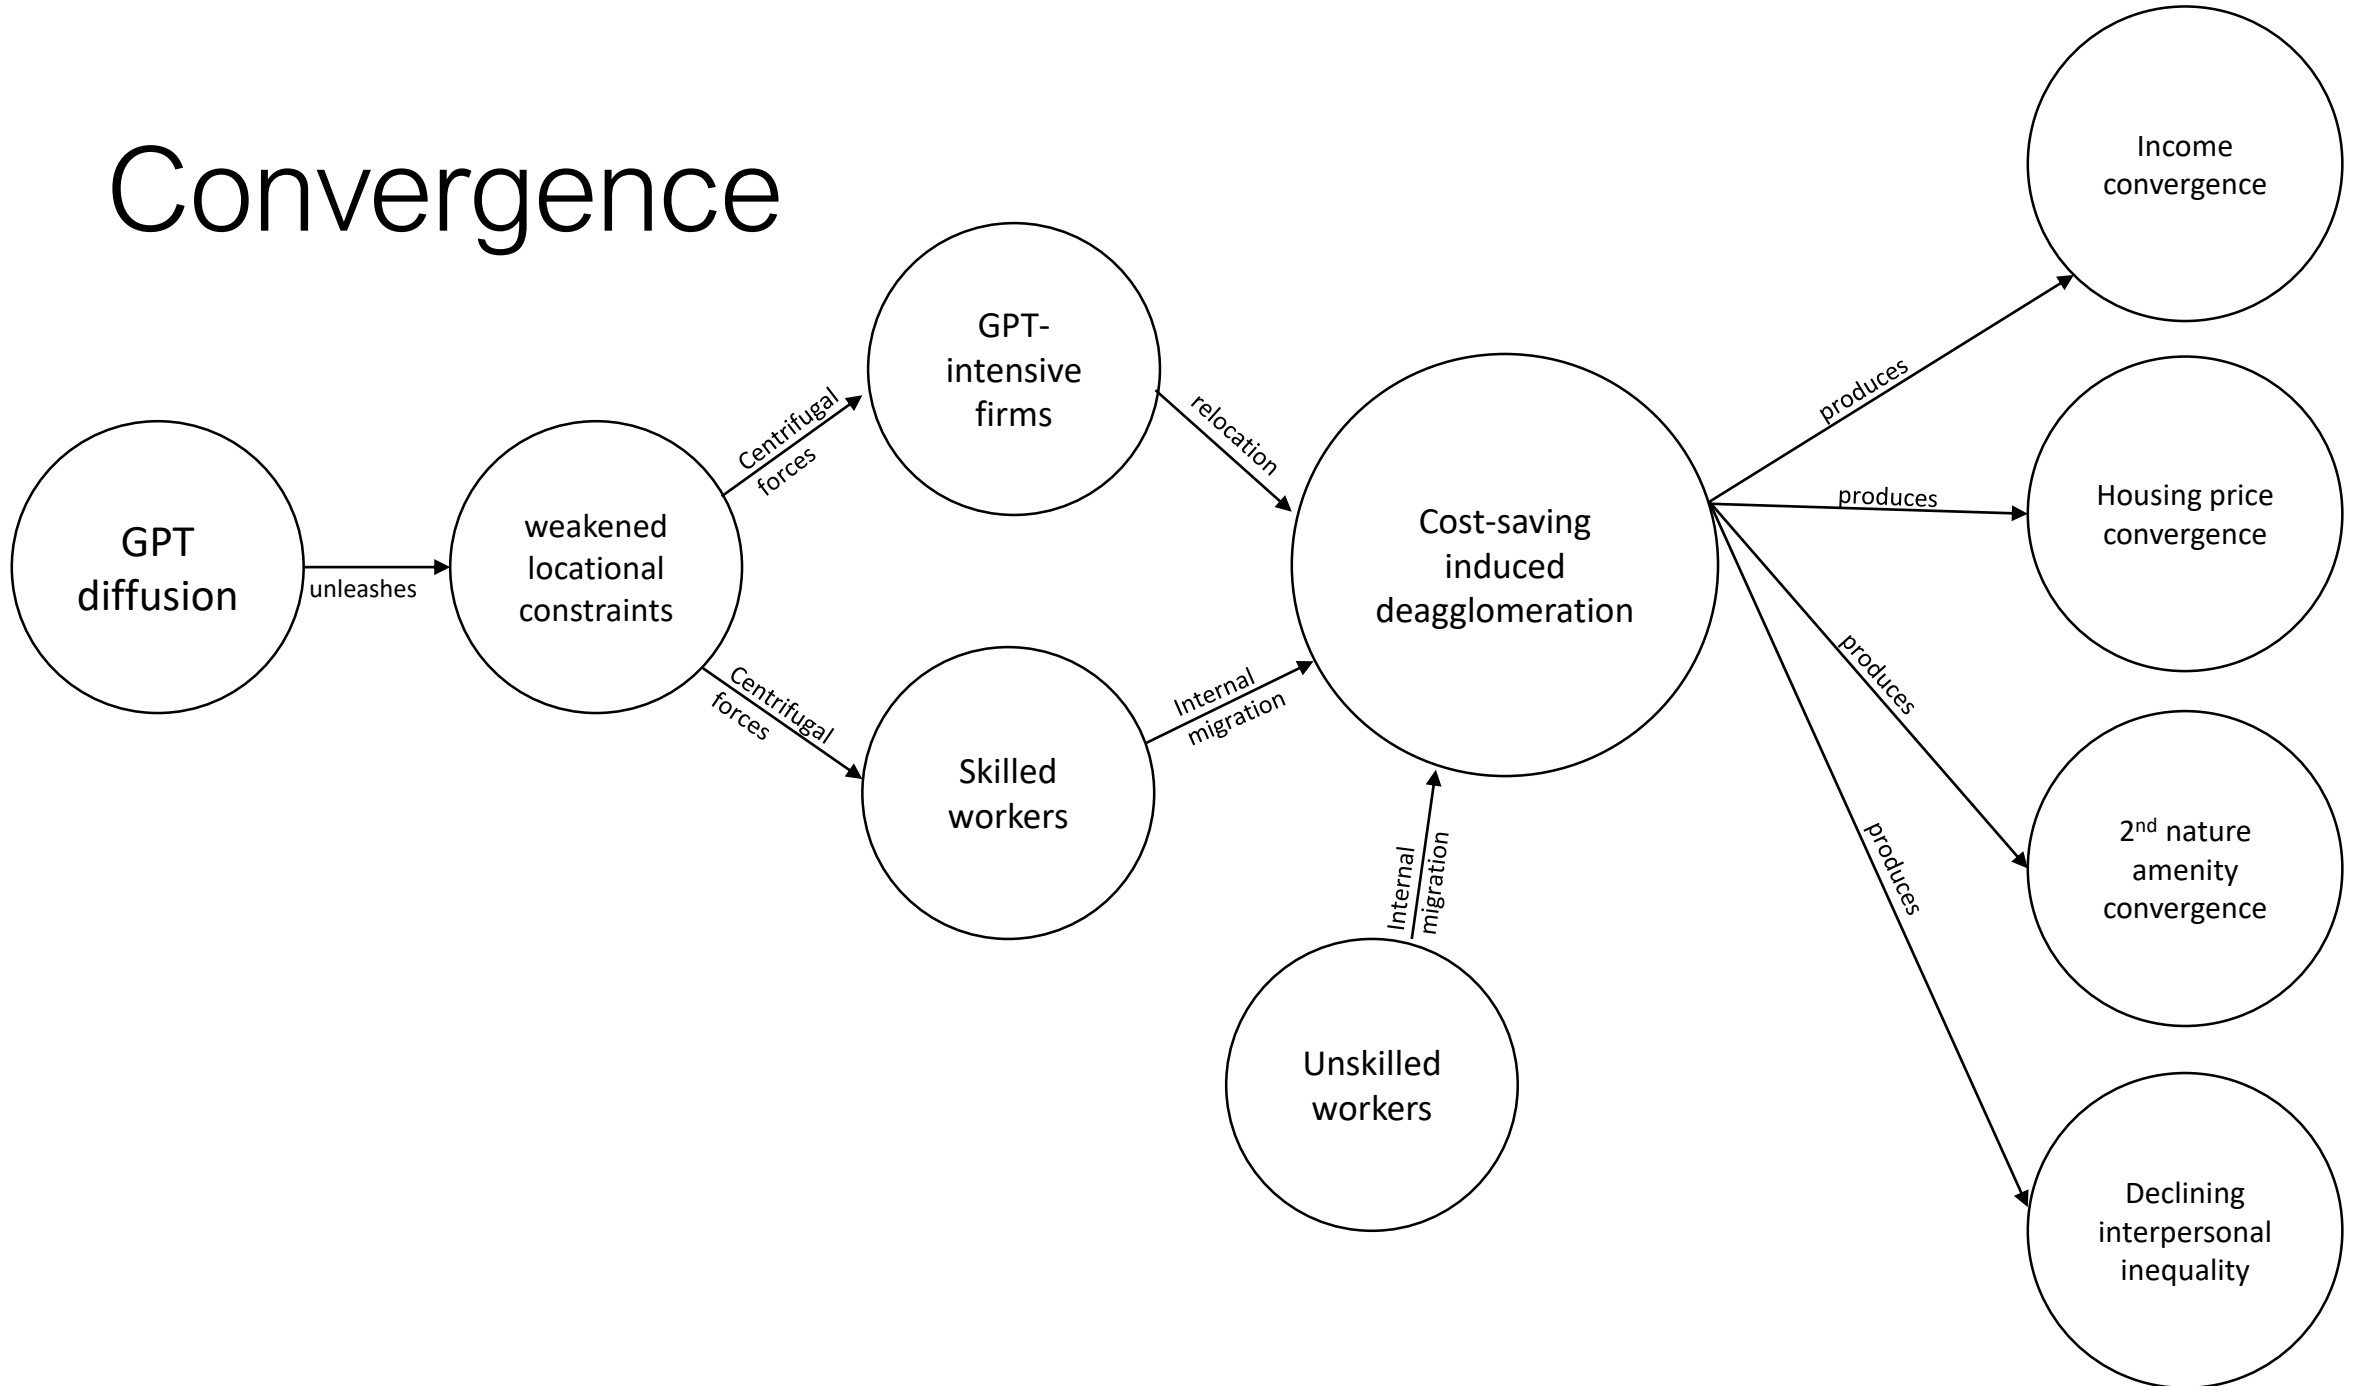 Convergence
GPT
diffusion
unleashes
weakened
locational
constraints
Centrifugal
forces
Centrifugal
forces
GPT-
intensive
firms
relocation
Skilled
workers
Internal
migration
Unskilled
workers
Internal
migration
Cost-saving
induced
deagglomeration
produces
produces
produces
produces
Income
convergence
Housing price
convergence
2nd nature
amenity
convergence
Declining
interpersonal
inequality